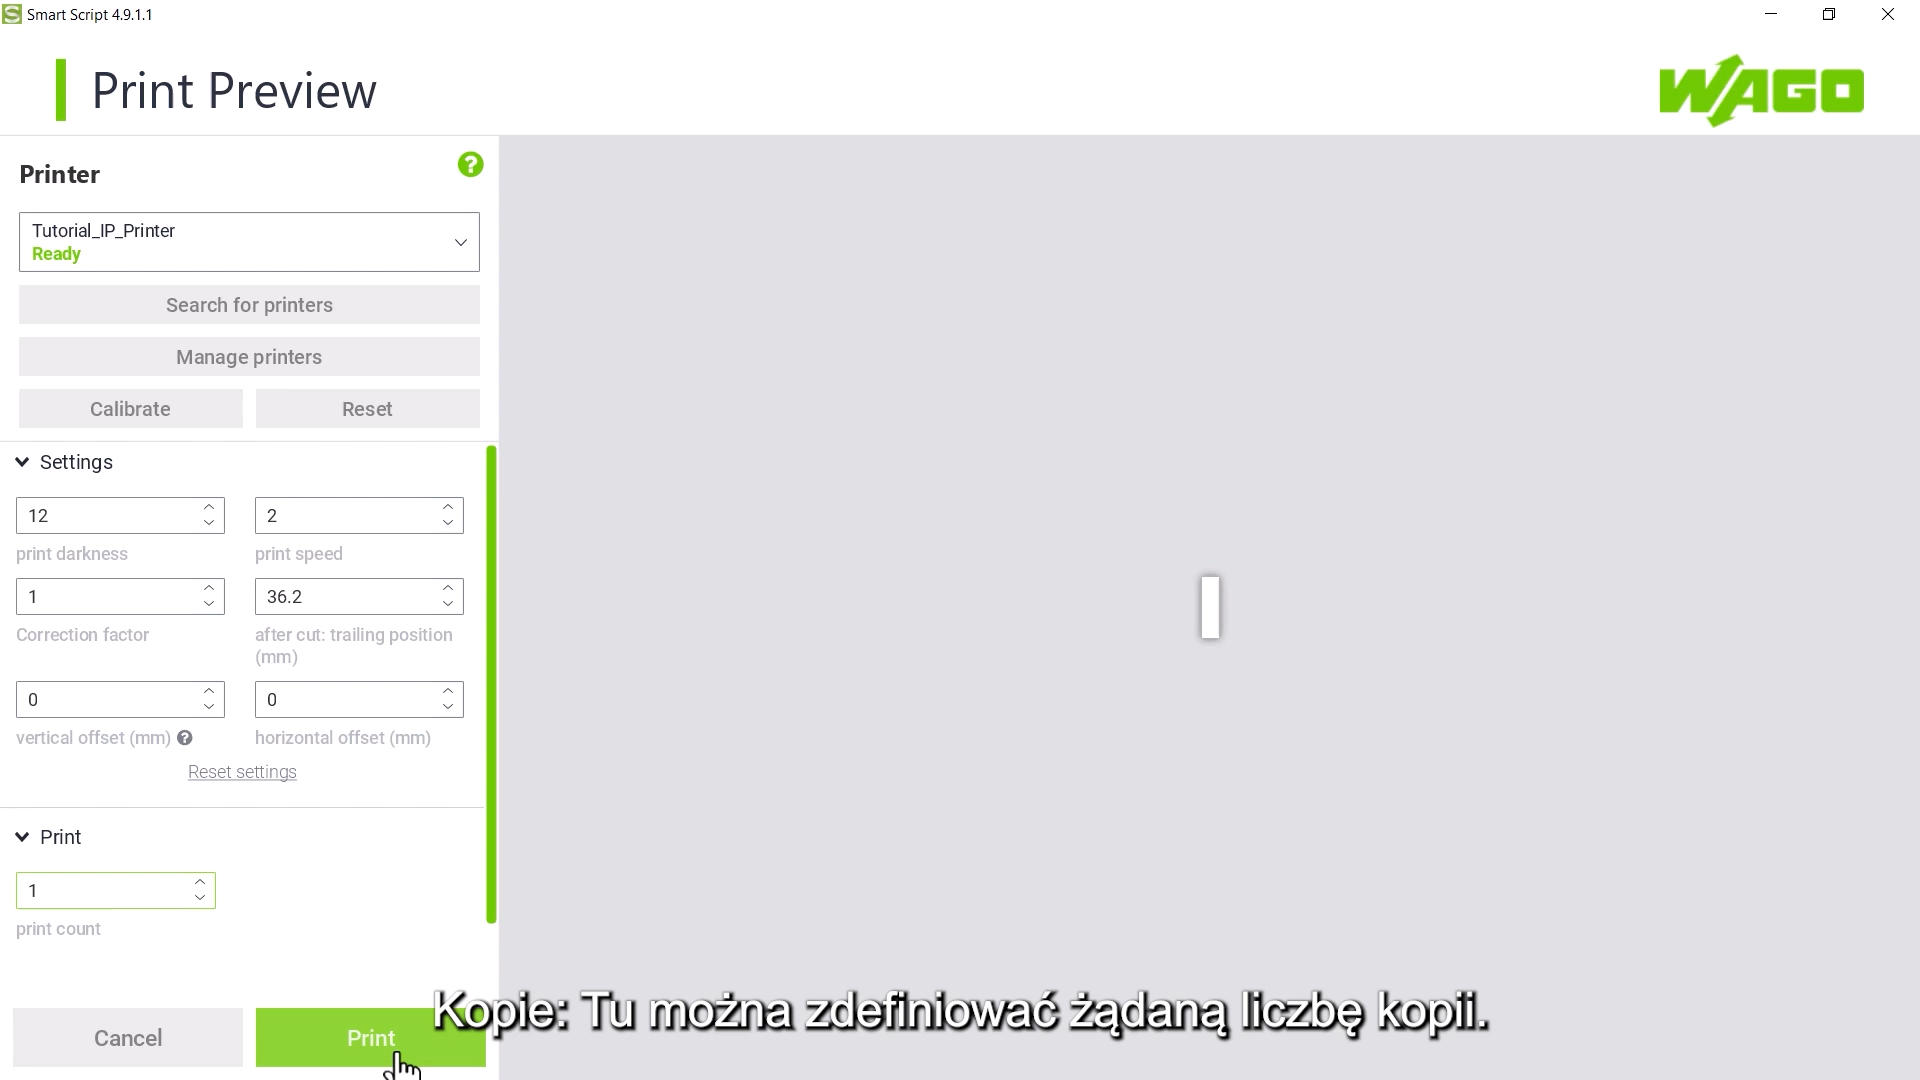 Smart Script 4.9.1.1
Print Preview
WAGO
Printer
Tutorial_IP_Printer
Ready
Search for printers
Manage printers
Calibrate
Reset
Settings
12
2
print darkness
print speed
1
36.2
Correction factor
after cut: trailing position
(mm)
0
0
vertical offset (mm)
horizontal offset (mm)
Reset settings
Print
1
print count
Kopie: Tu można zdefiniować żądaną liczbę kopii.
Cancel
Print